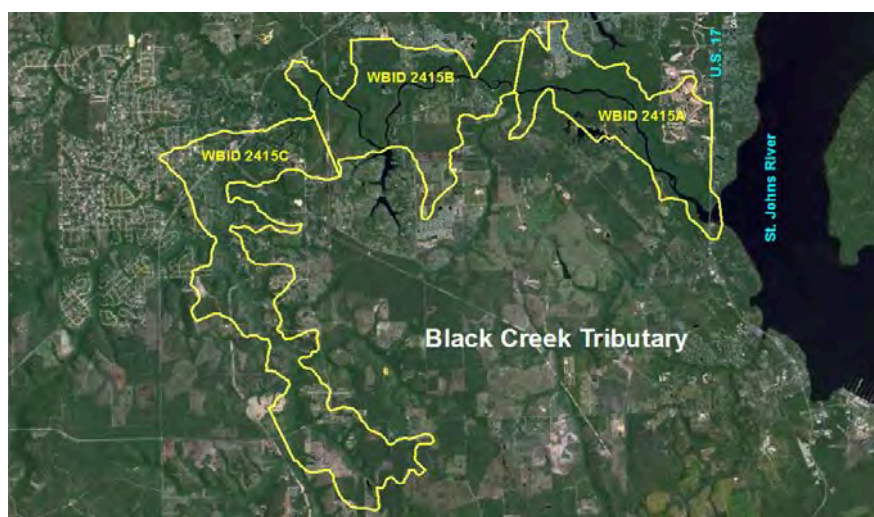 WBID 2415B
U.S. 17
WBID 2415A
WBID 2415C
St. Johns River
Black Creek Tributary